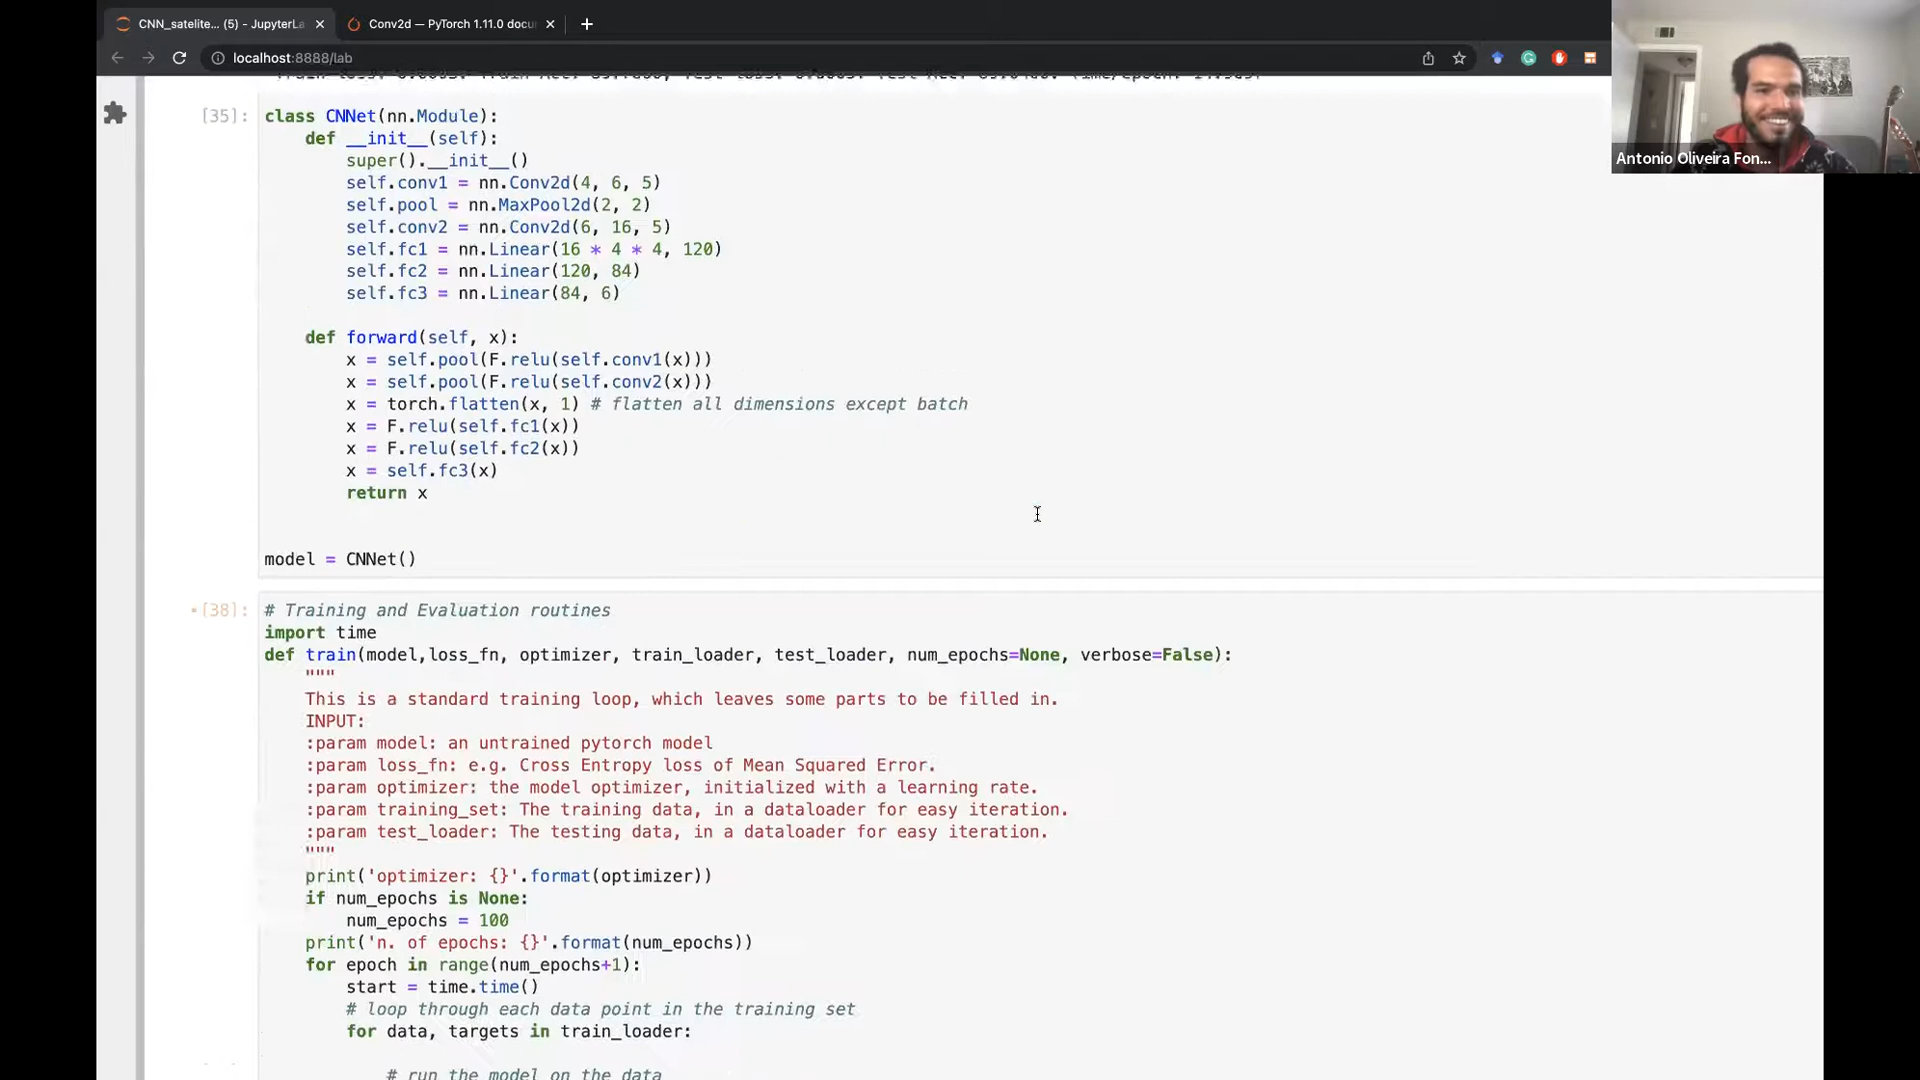 CNN_satelite... (5) - JupyterLa
Conv2d — PyTorch 1.11.0 docu
localhost:8888/lab
Antonio Oliveira Fon...
[35]:
class CNNet(nn.Module):
def __init__(self):
super().__init__()
self.conv1 = nn.Conv2d(4, 6, 5)
self.pool = nn.MaxPool2d(2, 2)
self.conv2 = nn.Conv2d(6, 16, 5)
self.fc1 = nn.Linear(16 * 4 * 4, 120)
self.fc2 = nn.Linear(120, 84)
self.fc3 = nn.Linear(84, 6)
def forward(self, x):
x = self.pool(F.relu(self.conv1(x)))
x = self.pool(F.relu(self.conv2(x)))
x = torch.flatten(x, 1) # flatten all dimensions except batch
x = F.relu(self.fc1(x))
x = F.relu(self.fc2(x))
x = self.fc3(x)
return x
model = CNNet()
[38]:
# Training and Evaluation routines
import time
def train(model,loss_fn, optimizer, train_loader, test_loader, num_epochs=None, verbose=False):
"""
This is a standard training loop, which leaves some parts to be filled in.
INPUT:
:param model: an untrained pytorch model
:param loss_fn: e.g. Cross Entropy loss of Mean Squared Error.
:param optimizer: the model optimizer, initialized with a learning rate.
:param training_set: The training data, in a dataloader for easy iteration.
:param test_loader: The testing data, in a dataloader for easy iteration.
"""
print('optimizer: {}'.format(optimizer))
if num_epochs is None:
num_epochs = 100
print('n. of epochs: {}'.format(num_epochs))
for epoch in range(num_epochs+1):
start = time.time()
# loop through each data point in the training set
for data, targets in train_loader:
# run the model on the data